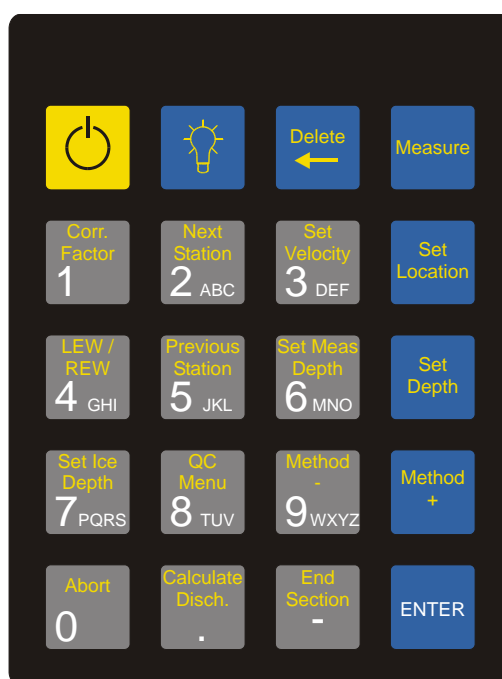 Delete
Measure
Corr.
Factor
1
Next
Station
2 ABC
Set
Velocity
3 DEF
Set
Location
LEW /
REW
4 GHI
Previous
Station
5 JKL
Set Meas
Depth
6 MNO
Set
Depth
Set Ice
Depth
7 PQRS
QC
Menu
8 TUV
Method
-
9 WXYZ
Method
+
Abort
0
Calculate
Disch.
.
End
Section
-
ENTER